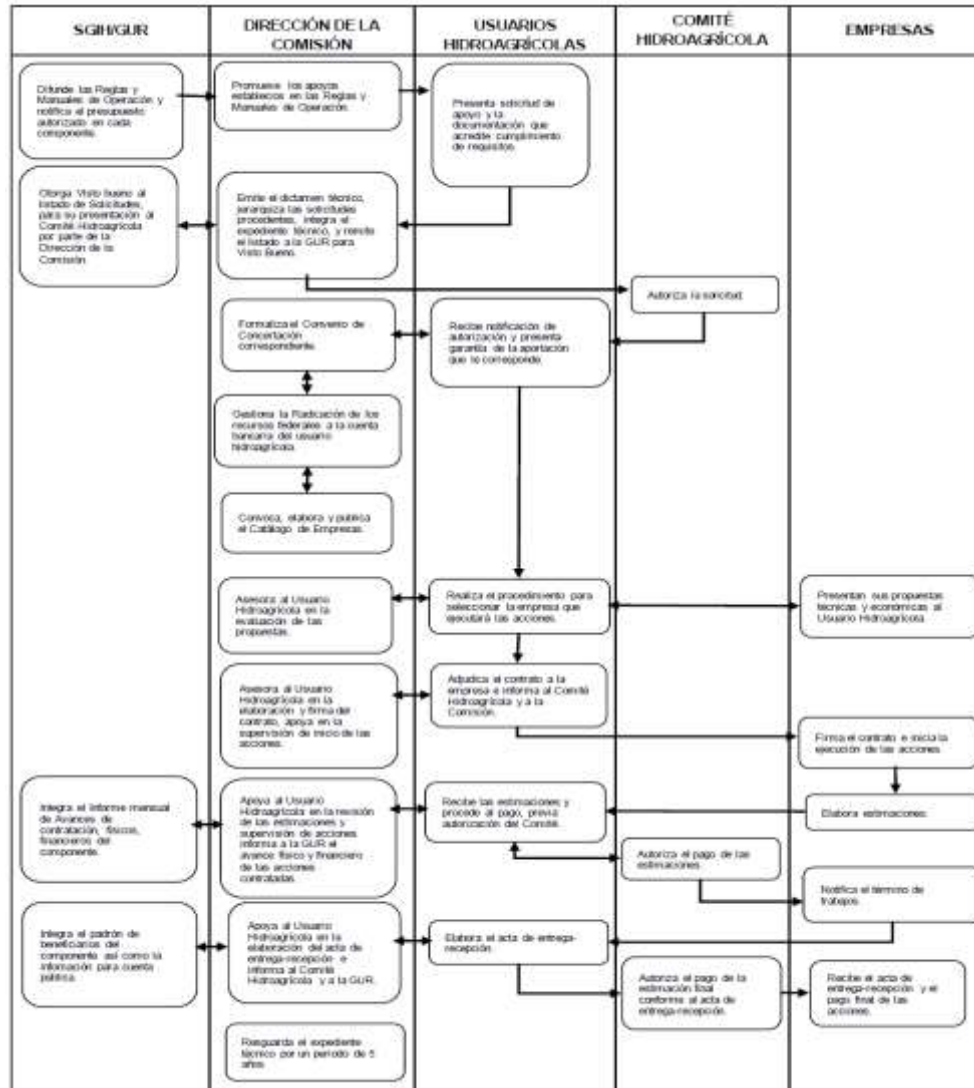 SGIH/GUR
DIRECCIÓN DE LA
COMISIÓN
USUARIOS
HIDROAGRÍCOLAS
COMITÉ
HIDROAGRÍCOLA
EMPRESAS
Difunde las Reglas y
Manuales de Operación y
notifica el presupuesto
autorizado en cada
componente.
Promueve los apoyos
establecos en las Reglas y
Manuales de Operación.
Presenta solicitud de
apoyo y la
documentación que
acredite cumplimiento
de requisitos.
Otorga Visto bueno al
listado de Solicitudes,
para su presentación al
Comité Hidroagrícola
por parte de la
Dirección de la
Comisión.
Emite el dictamen técnico,
jerarquiza las solicitudes
procedentes, integra el
expediente técnico, y remite
el listado a la GUR para
Visto Bueno.
Autoriza la solicitud.
Formaliza el Convenio de
Concertación
correspondiente.
Recibe notificación de
autorización y presenta
garantía de la aportación
que le corresponde.
Gestiona la Radicación de los
recursos federales a la cuenta
bancaria del usuario
hidroagrícola.
Convoca, elabora y publica
el Catálogo de Empresas.
Asesora al Usuario
Hidroagrícola en la
evaluación de las
propuestas.
Realiza el procedimiento para
seleccionar la empresa que
ejecutará las acciones.
Presentan sus propuestas
técnicas y económicas al
Usuario Hidroagrícola.
Asesora al Usuario
Hidroagrícola en la
elaboración y firma del
contrato, apoya en la
supervisión de inicio de las
acciones.
Adjudica el contrato a la
empresa e informa al Comité
Hidroagrícola y a la
Comisión.
Firma el contrato e inicia la
ejecución de las acciones
Integra el Informe mensual
de Avances de
contratación, físicos,
financieros del
componente.
Apoya al Usuario
Hidroagrícola en la revisión
de las estimaciones y
supervisión de acciones
informa a la GUR el
avance físico y financiero
de las acciones
contratadas.
Recibe las estimaciones y
procede al pago, previa
autorización del Comité.
Elabora estimaciones.
Autoriza el pago de las
estimaciones
Notifica el término de
trabajos.
Integra el padrón de
beneficiarios del
componente así como la
información para cuenta
pública.
Apoya al Usuario
Hidroagrícola en la
elaboración del acta de
entrega-recepción e
informa al Comité
Hidroagrícola y a la GUR.
Elabora el acta de entrega-
recepción.
Autoriza el pago de la
estimación final
conforme al acta de
entrega-recepción.
Recibe el acta de
entrega-recepción y el
pago final de las
acciones.
Resguarda el expediente
técnico por un periodo de 5
años